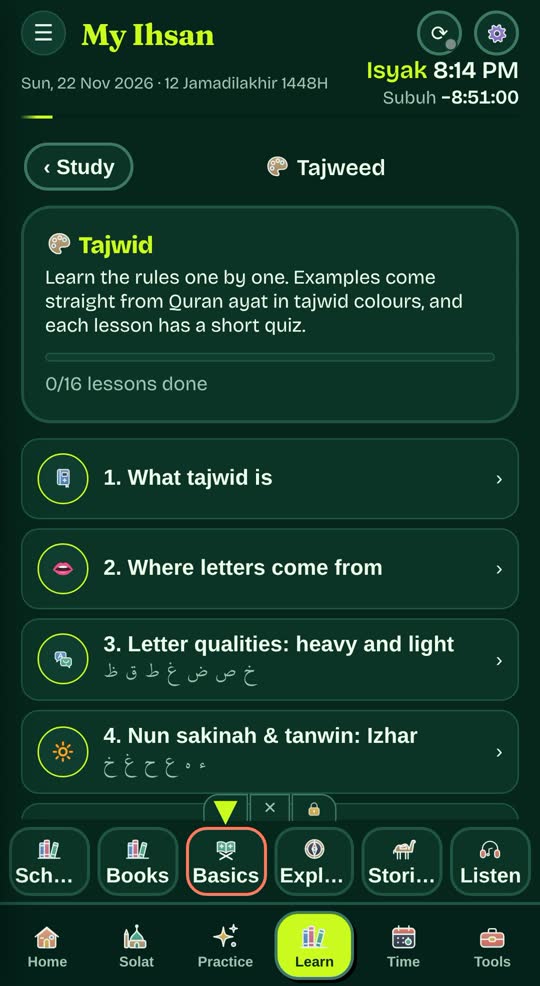 ☰ My Ihsan ⟳
Sun, 22 Nov 2026 · 12 Jamadilakhir 1448H
Isyak 8:14 PM
Subuh −8:51:00
‹ Study
Tajweed
Tajwid
Learn the rules one by one. Examples come
straight from Quran ayat in tajwid colours, and
each lesson has a short quiz.
0/16 lessons done
1. What tajwid is ›
2. Where letters come from ›
3. Letter qualities: heavy and light ›
خ ص ض غ ط ق ظ
4. Nun sakinah & tanwin: Izhar ›
ء ه ع ح غ خ
✕
Sch…
Books
Basics
Expl…
Stori…
Listen
Home
Solat
Practice
Learn
Time
Tools